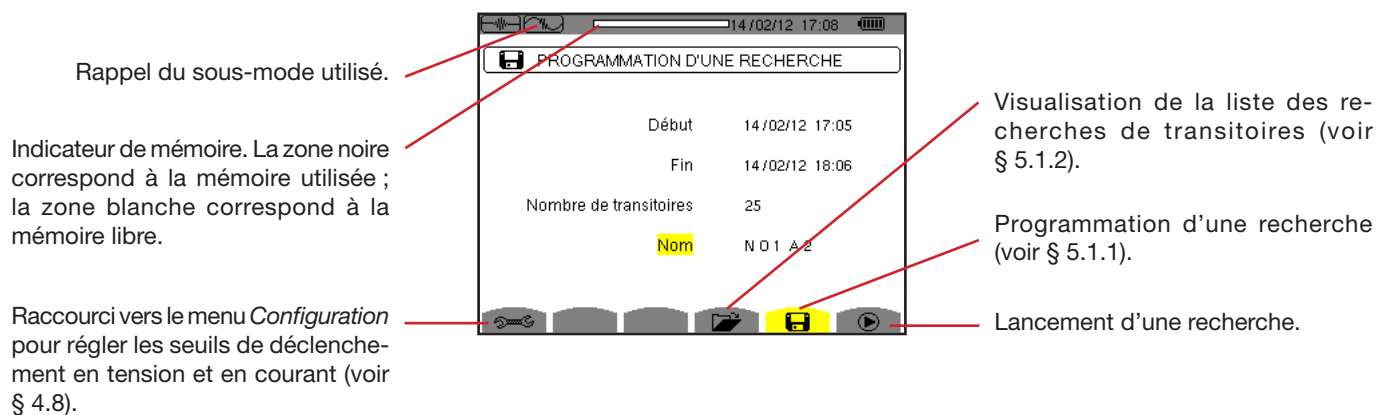 Rappel du sous-mode utilisé.
Indicateur de mémoire. La zone noire
correspond à la mémoire utilisée ;
la zone blanche correspond à la
mémoire libre.
Raccourci vers le menu Configuration
pour régler les seuils de déclenche-
ment en tension et en courant (voir
§ 4.8).
14/02/12 17:08
PROGRAMMATION D'UNE RECHERCHE
Début 14/02/12 17:05
Fin 14/02/12 18:06
Nombre de transitoires 25
Nom N O 1 A 2
Visualisation de la liste des re-
cherches de transitoires (voir
§ 5.1.2).
Programmation d’une recherche
(voir § 5.1.1).
Lancement d’une recherche.